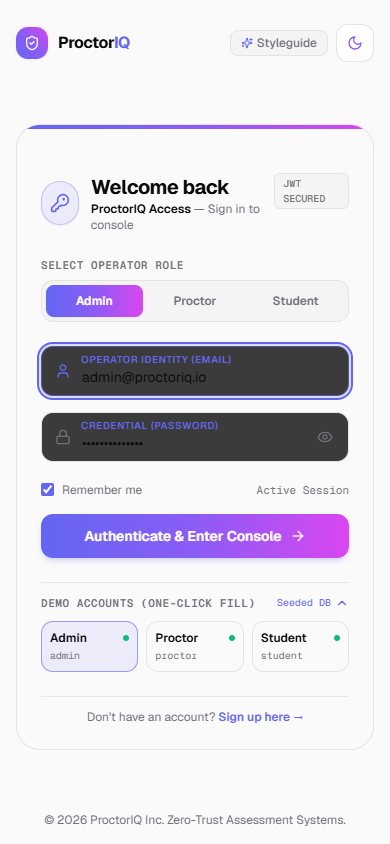 ProctorIQ
Styleguide
Welcome back
ProctorIQ Access — Sign in to
console
JWT
SECURED
SELECT OPERATOR ROLE
Admin
Proctor
Student
OPERATOR IDENTITY (EMAIL)
admin@proctoriq.io
CREDENTIAL (PASSWORD)
••••••••••••••
Remember me
Active Session
Authenticate & Enter Console →
DEMO ACCOUNTS (ONE-CLICK FILL)
Seeded DB
Admin
admin
Proctor
proctor
Student
student
Don't have an account? Sign up here →
© 2026 ProctorIQ Inc. Zero-Trust Assessment Systems.